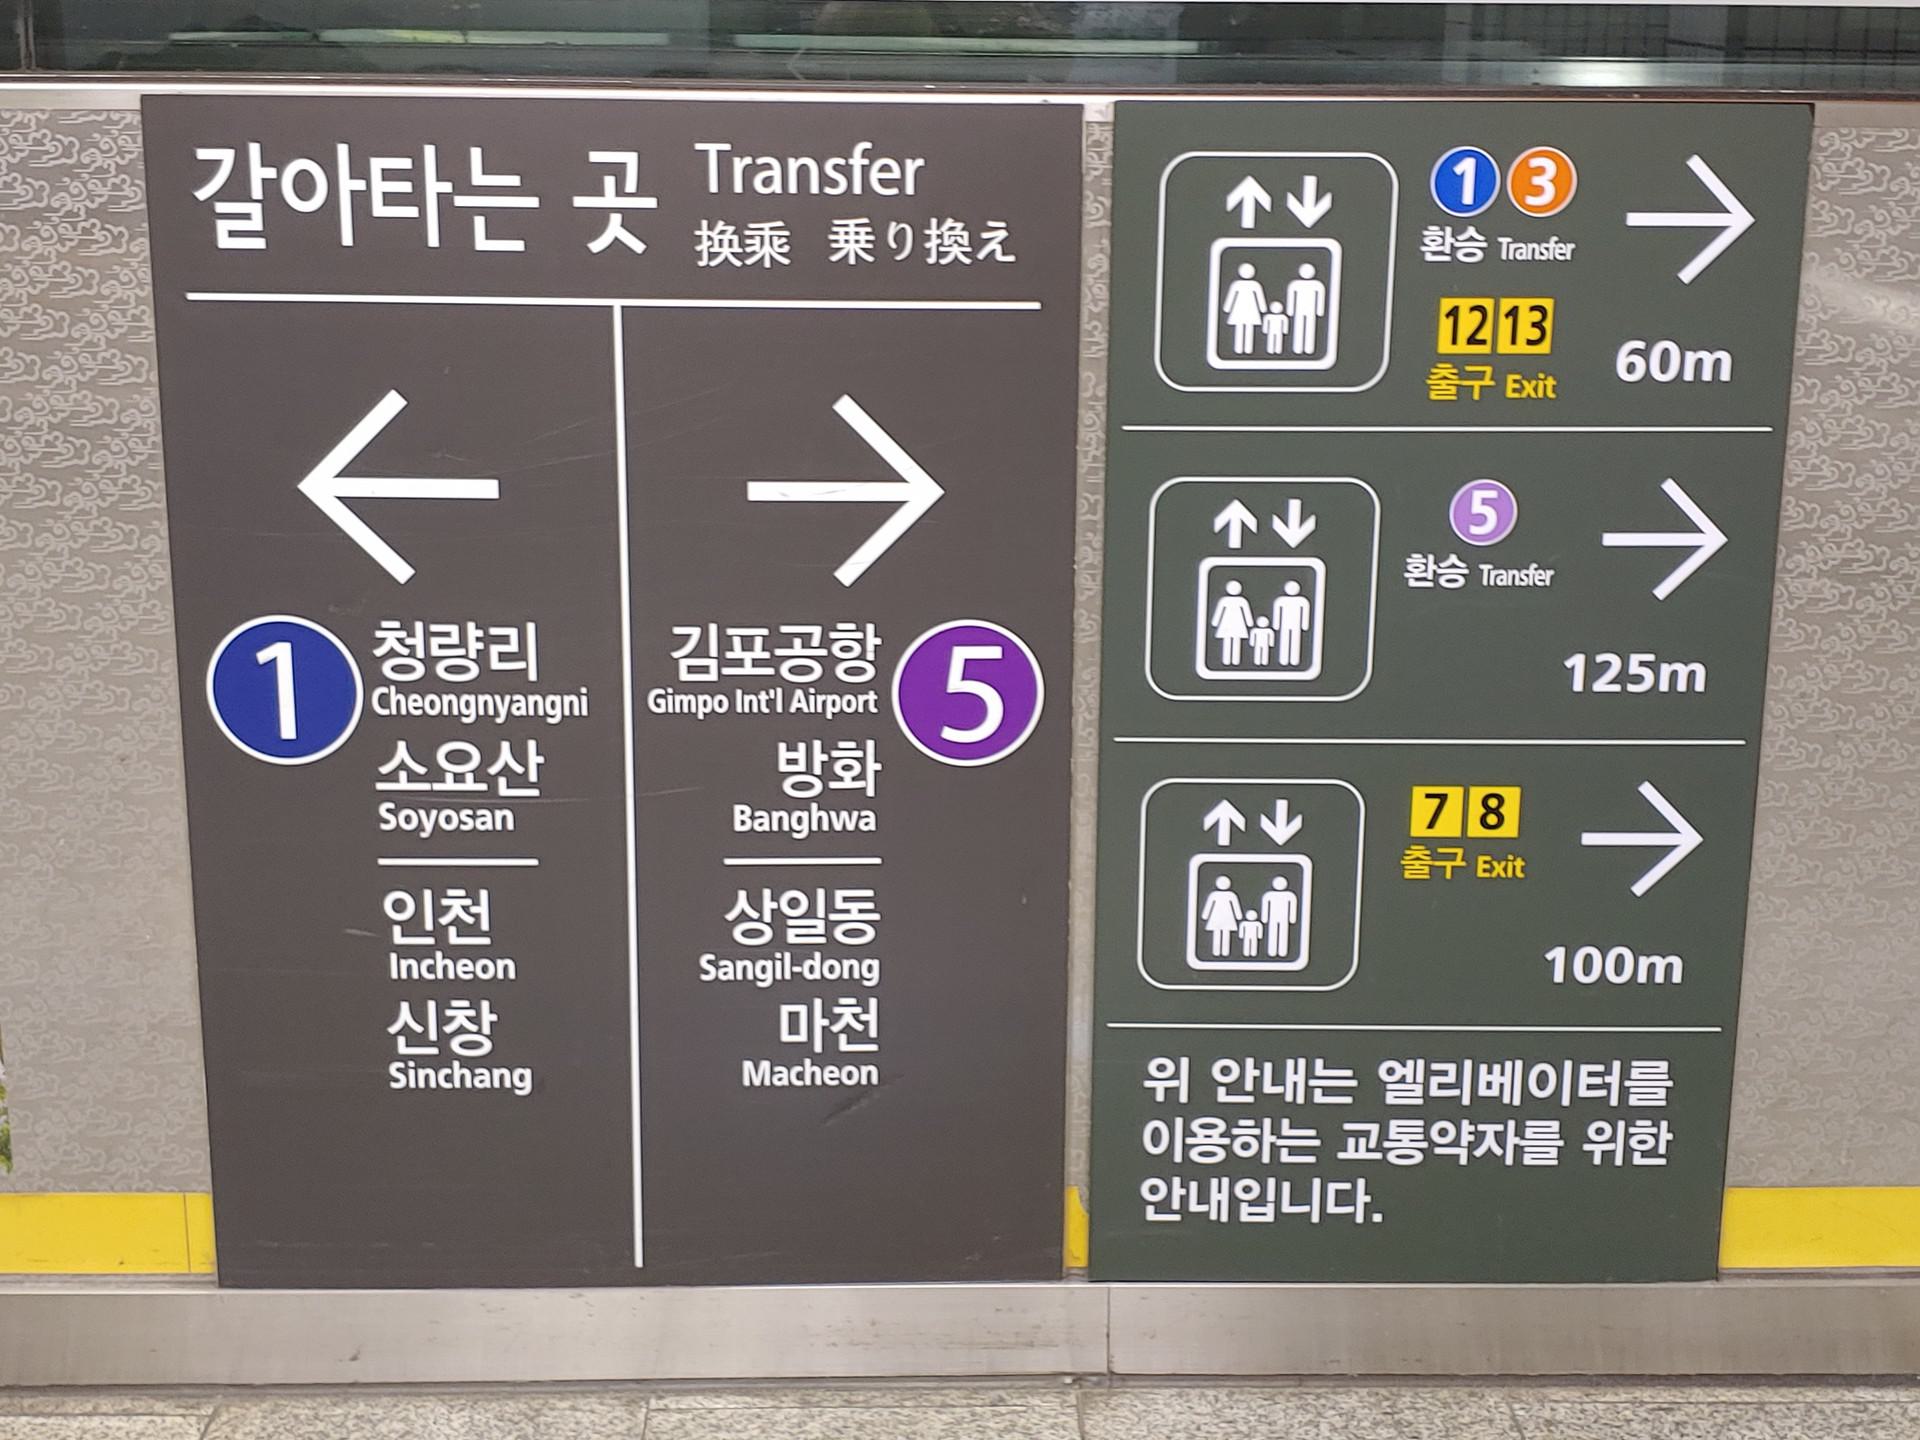 갈아타는 곳 Transfer
换乘 乗り換え
1 청량리
Cheongnyangni
소요산
Soyosan
인천
Incheon
신창
Sinchang
김포공항 5
Gimpo Int'l Airport
방화
Banghwa
상일동
Sangil-dong
마천
Macheon
1 3
환승 Transfer
12 13
출구 Exit
60m
5
환승 Transfer
125m
7 8
출구 Exit
100m
위 안내는 엘리베이터를
이용하는 교통약자를 위한
안내입니다.